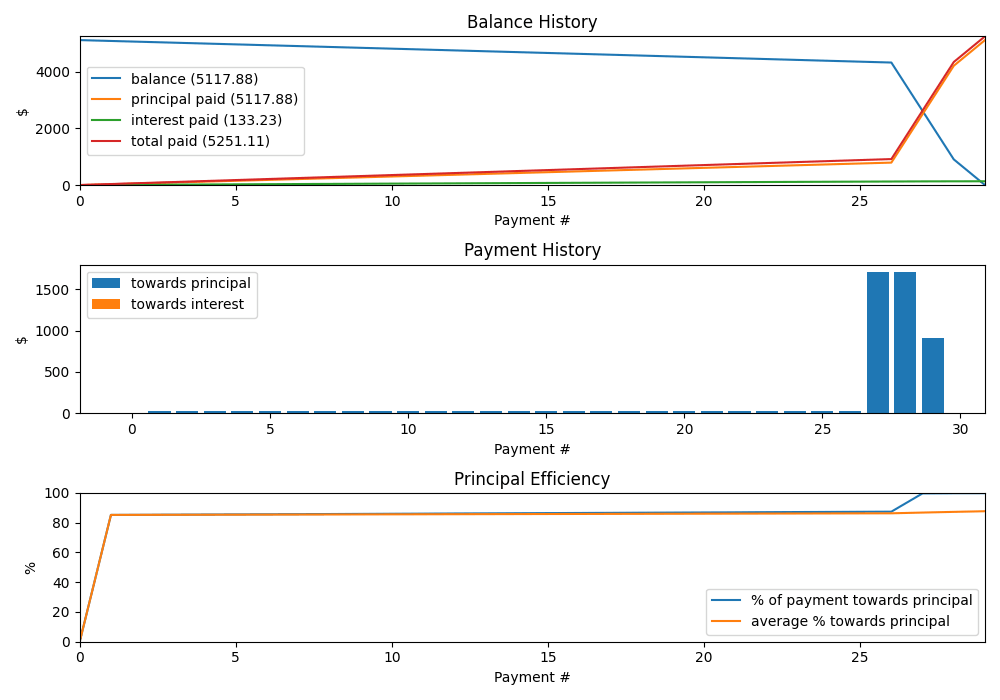 Balance History
$
4000
2000
0
balance (5117.88)
principal paid (5117.88)
interest paid (133.23)
total paid (5251.11)
0 5 10 15 20 25
Payment #
Payment History
$
1500
1000
500
0
towards principal
towards interest
0 5 10 15 20 25 30
Payment #
Principal Efficiency
%
100
80
60
40
20
0
% of payment towards principal
average % towards principal
0 5 10 15 20 25
Payment #